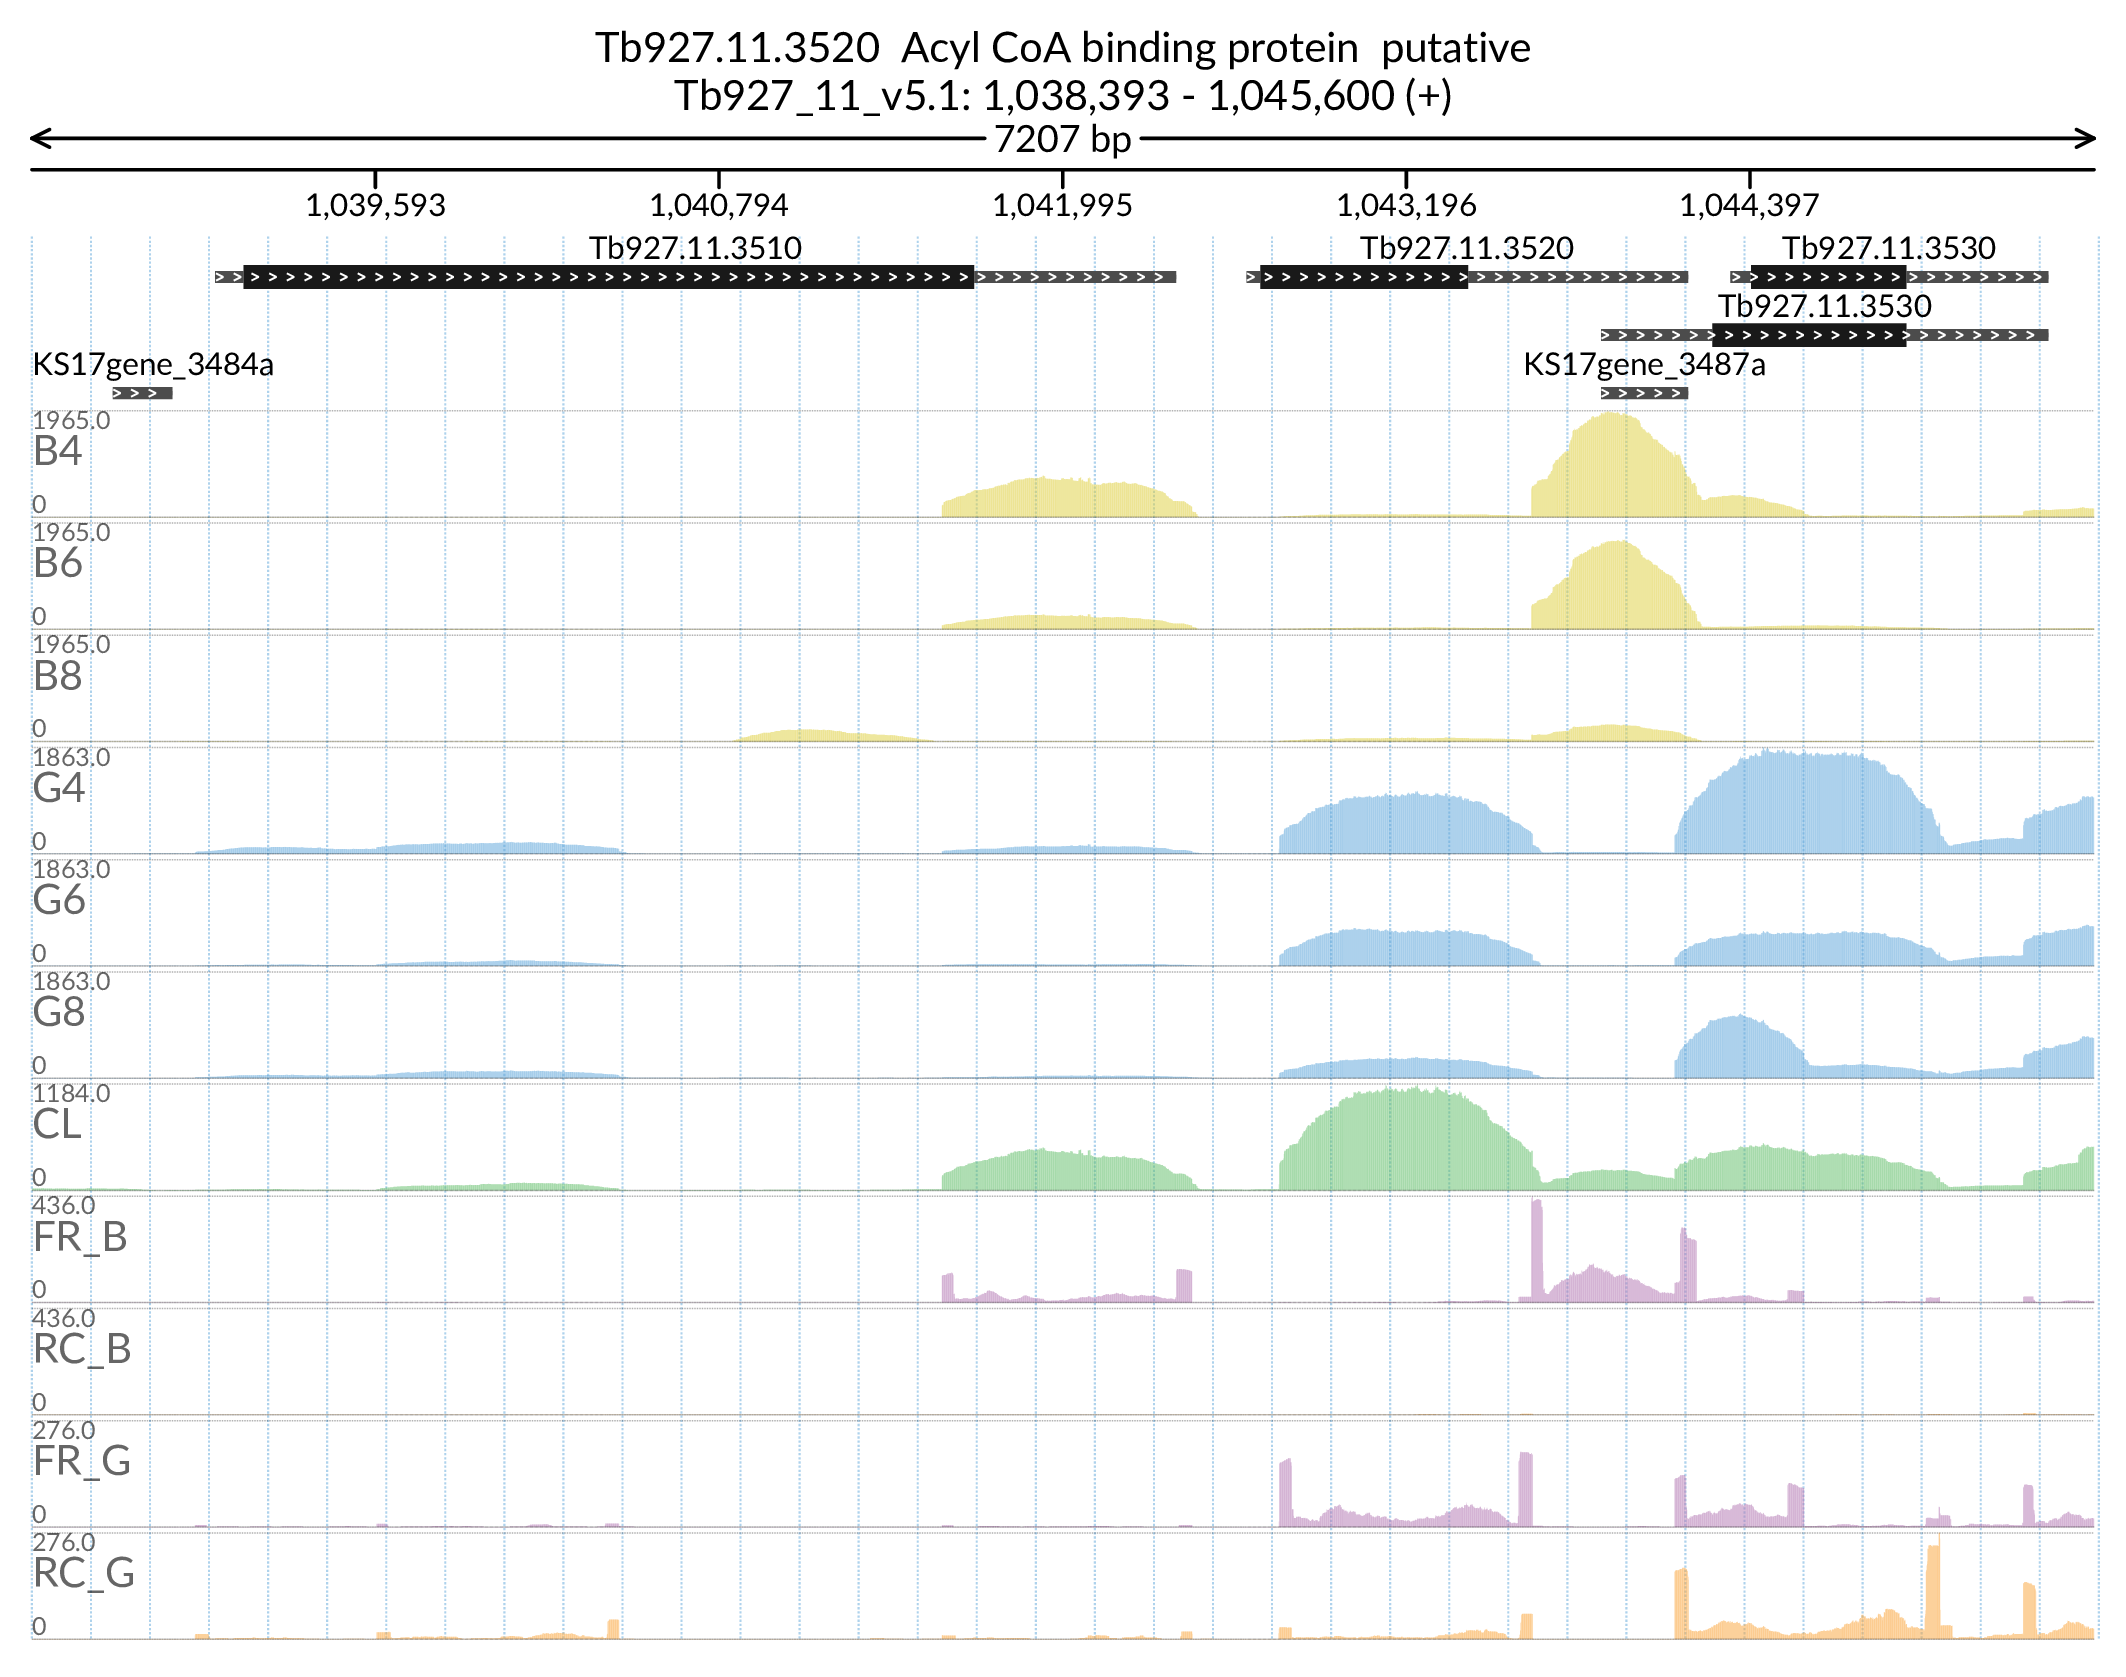 Tb927.11.3520 Acyl CoA binding protein putative
Tb927_11_v5.1: 1,038,393 - 1,045,600 (+)
7207 bp
1,039,593 1,040,794 1,041,995 1,043,196 1,044,397
Tb927.11.3510 Tb927.11.3520 Tb927.11.3530
Tb927.11.3530
KS17gene_3484a KS17gene_3487a
1965.0
B4
0
1965.0
B6
0
1965.0
B8
0
1863.0
G4
0
1863.0
G6
0
1863.0
G8
0
1184.0
CL
0
436.0
FR_B
0
436.0
RC_B
0
276.0
FR_G
0
276.0
RC_G
0